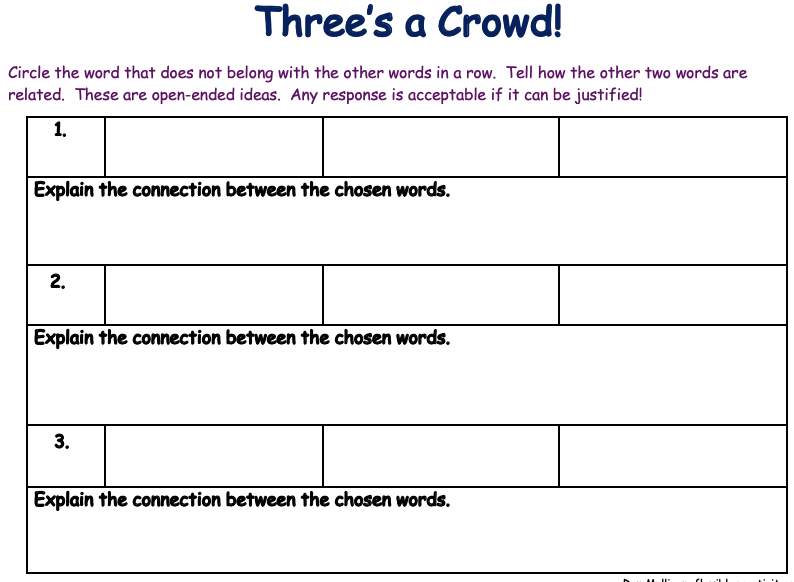 Three's a Crowd!
Circle the word that does not belong with the other words in a row.  Tell how the other two words are
related.  These are open-ended ideas.  Any response is acceptable if it can be justified!
1.
Explain the connection between the chosen words.
2.
Explain the connection between the chosen words.
3.
Explain the connection between the chosen words.